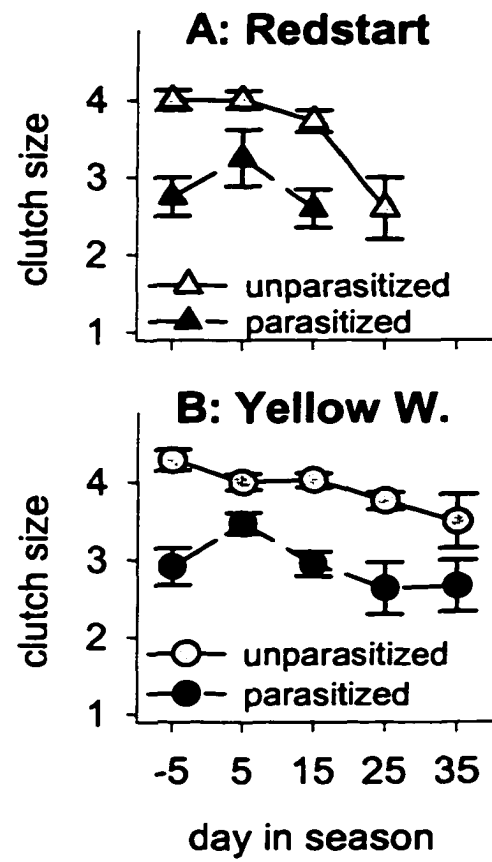 A: Redstart
clutch size
4
3
2
1
unparasitized
parasitized
B: Yellow W.
clutch size
4
3
2
1
unparasitized
parasitized
-5 5 15 25 35
day in season